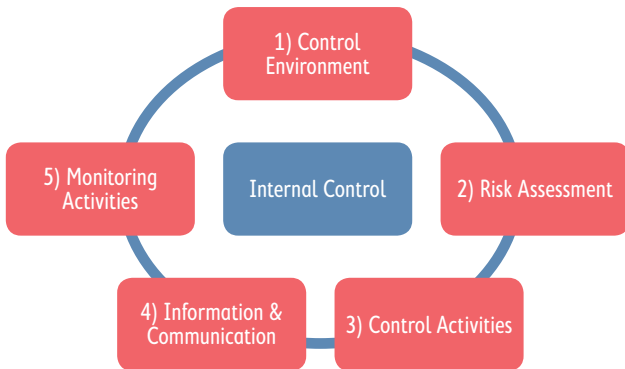 1) Control
Environment
5) Monitoring
Activities
Internal Control
2) Risk Assessment
4) Information &
Communication
3) Control Activities